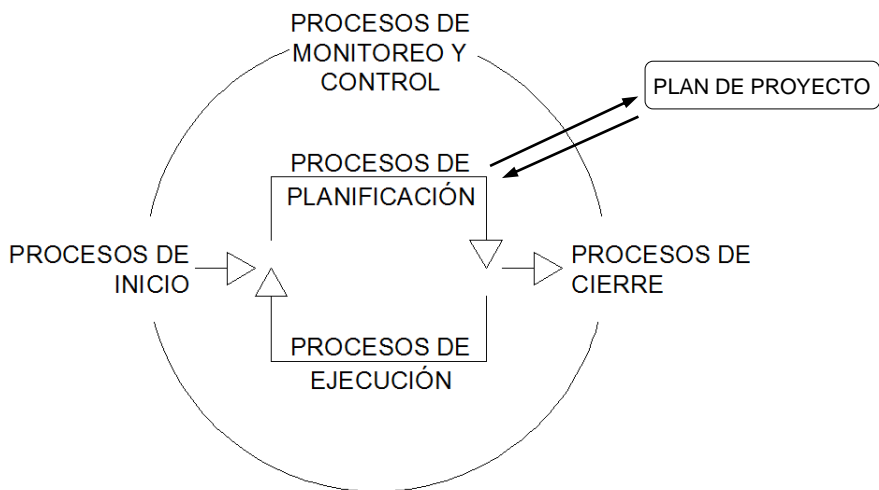 PROCESOS DE
MONITOREO Y
CONTROL
PLAN DE PROYECTO
PROCESOS DE
PLANIFICACIÓN
PROCESOS DE
INICIO
PROCESOS DE
CIERRE
PROCESOS DE
EJECUCIÓN